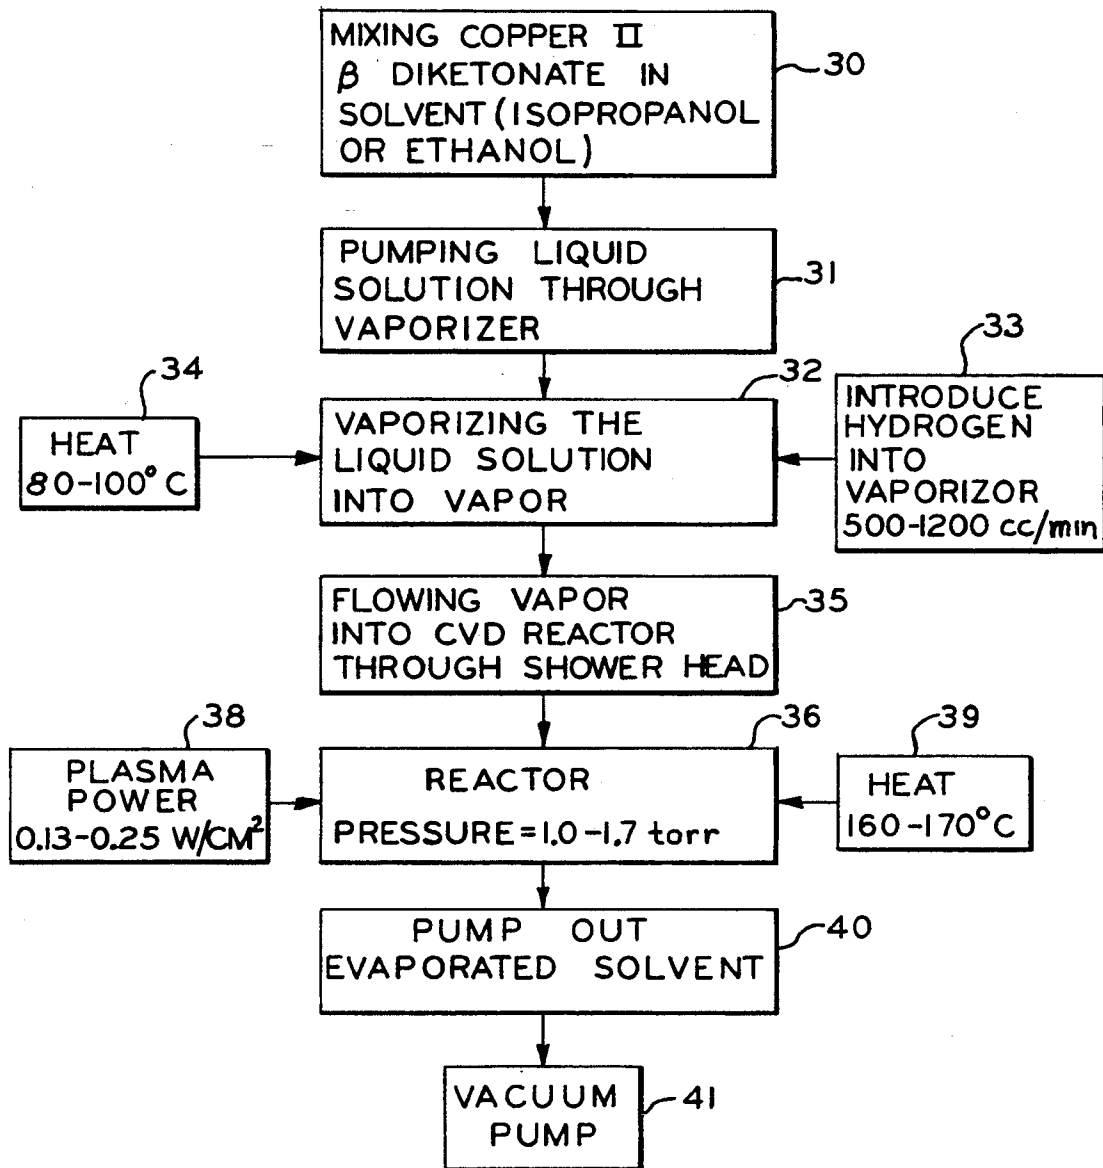 MIXING COPPER II
β DIKETONATE IN
SOLVENT (ISOPROPANOL
OR ETHANOL)
30
PUMPING LIQUID
SOLUTION THROUGH
VAPORIZER
31
34
HEAT
80-100° C
32
VAPORIZING THE
LIQUID SOLUTION
INTO VAPOR
33
INTRODUCE
HYDROGEN
INTO
VAPORIZOR
500-1200 cc/min
FLOWING VAPOR
INTO CVD REACTOR
THROUGH SHOWER HEAD
35
38
PLASMA
POWER
0.13-0.25 W/CM²
36
REACTOR
PRESSURE = 1.0-1.7 torr
39
HEAT
160-170°C
PUMP OUT
EVAPORATED SOLVENT
40
VACUUM
PUMP
41